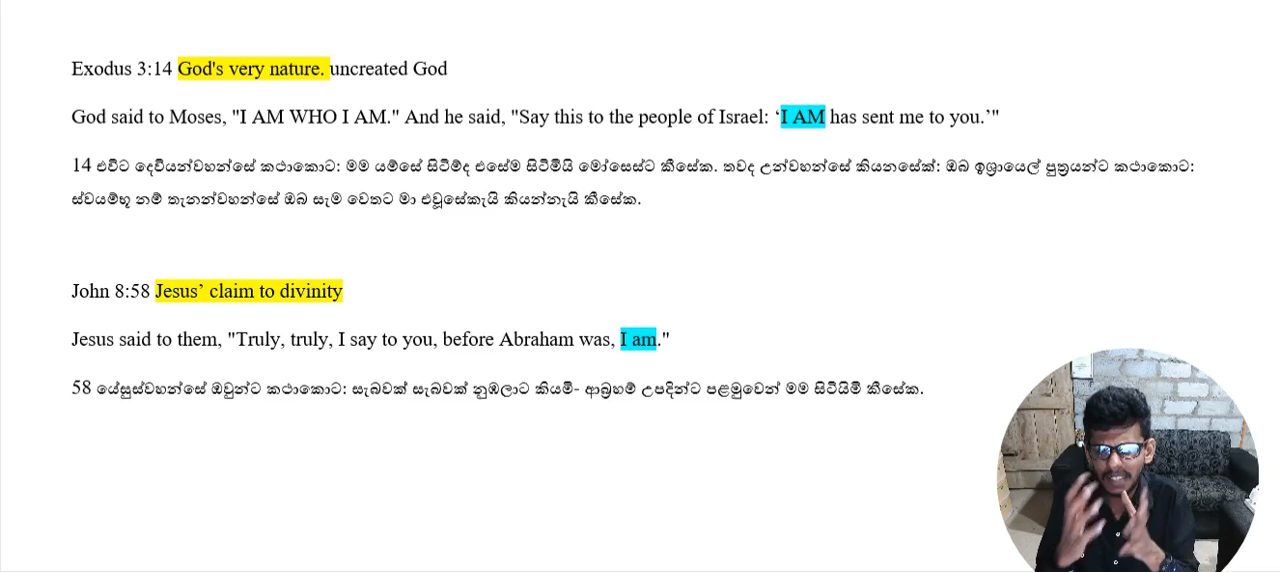 Exodus 3:14 God's very nature. uncreated God
God said to Moses, "I AM WHO I AM." And he said, "Say this to the people of Israel: ‘I AM has sent me to you.’"
14 එවිට දෙවියන්වහන්සේ කථාකොට: මම යම්සේ සිටිම්ද එසේම සිටිමියි මෝසෙස්ට කීසේක. තවද උන්වහන්සේ කියනසේක්: ඔබ ඉශ්‍රායෙල් පුත්‍රයන්ට කථාකොට:
ස්වයම්භූ නම් තැනන්වහන්සේ ඔබ සැම වෙතට මා එවූසේකැයි කියන්නැයි කීසේක.
John 8:58 Jesus’ claim to divinity
Jesus said to them, "Truly, truly, I say to you, before Abraham was, I am."
58 යේසුස්වහන්සේ ඔවුන්ට කථාකොට: සැබවක් සැබවක් නුඹලාට කියමි- ආබ්‍රහම් උපදින්ට පළමුවෙන් මම සිටියිමි කීසේක.